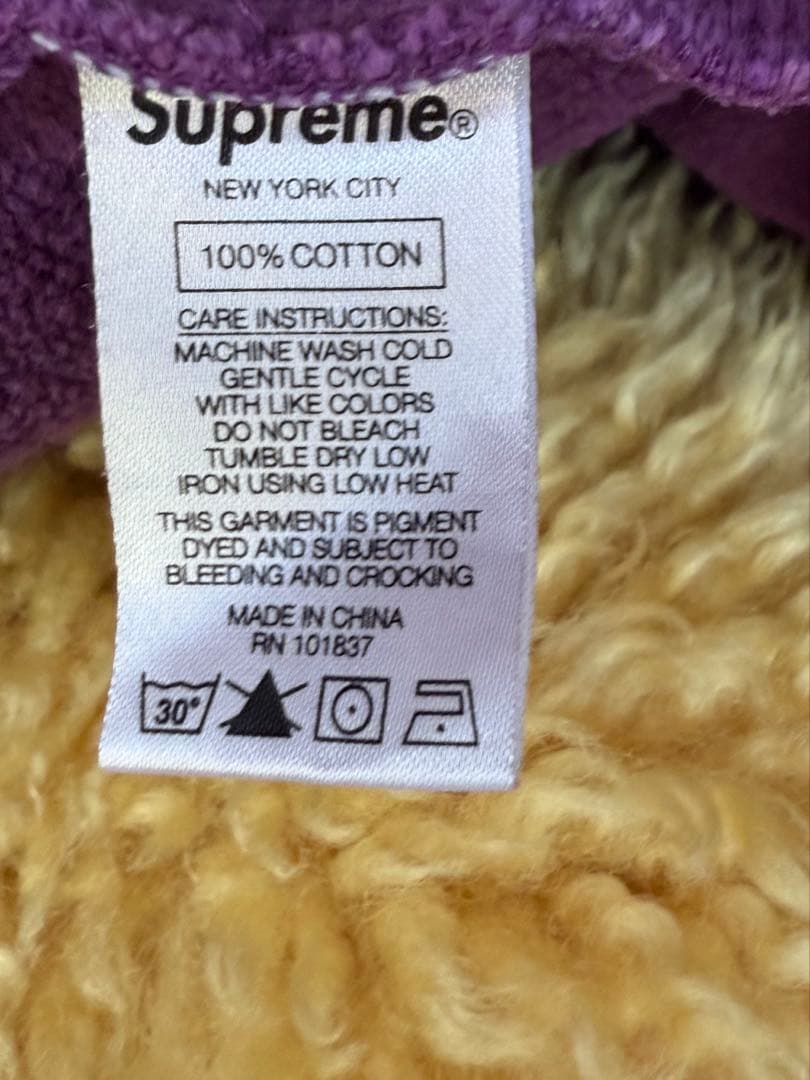 Supreme®
NEW YORK CITY
100% COTTON
CARE INSTRUCTIONS:
MACHINE WASH COLD
GENTLE CYCLE
WITH LIKE COLORS
DO NOT BLEACH
TUMBLE DRY LOW
IRON USING LOW HEAT
THIS GARMENT IS PIGMENT
DYED AND SUBJECT TO
BLEEDING AND CROCKING
MADE IN CHINA
RN 101837
30°